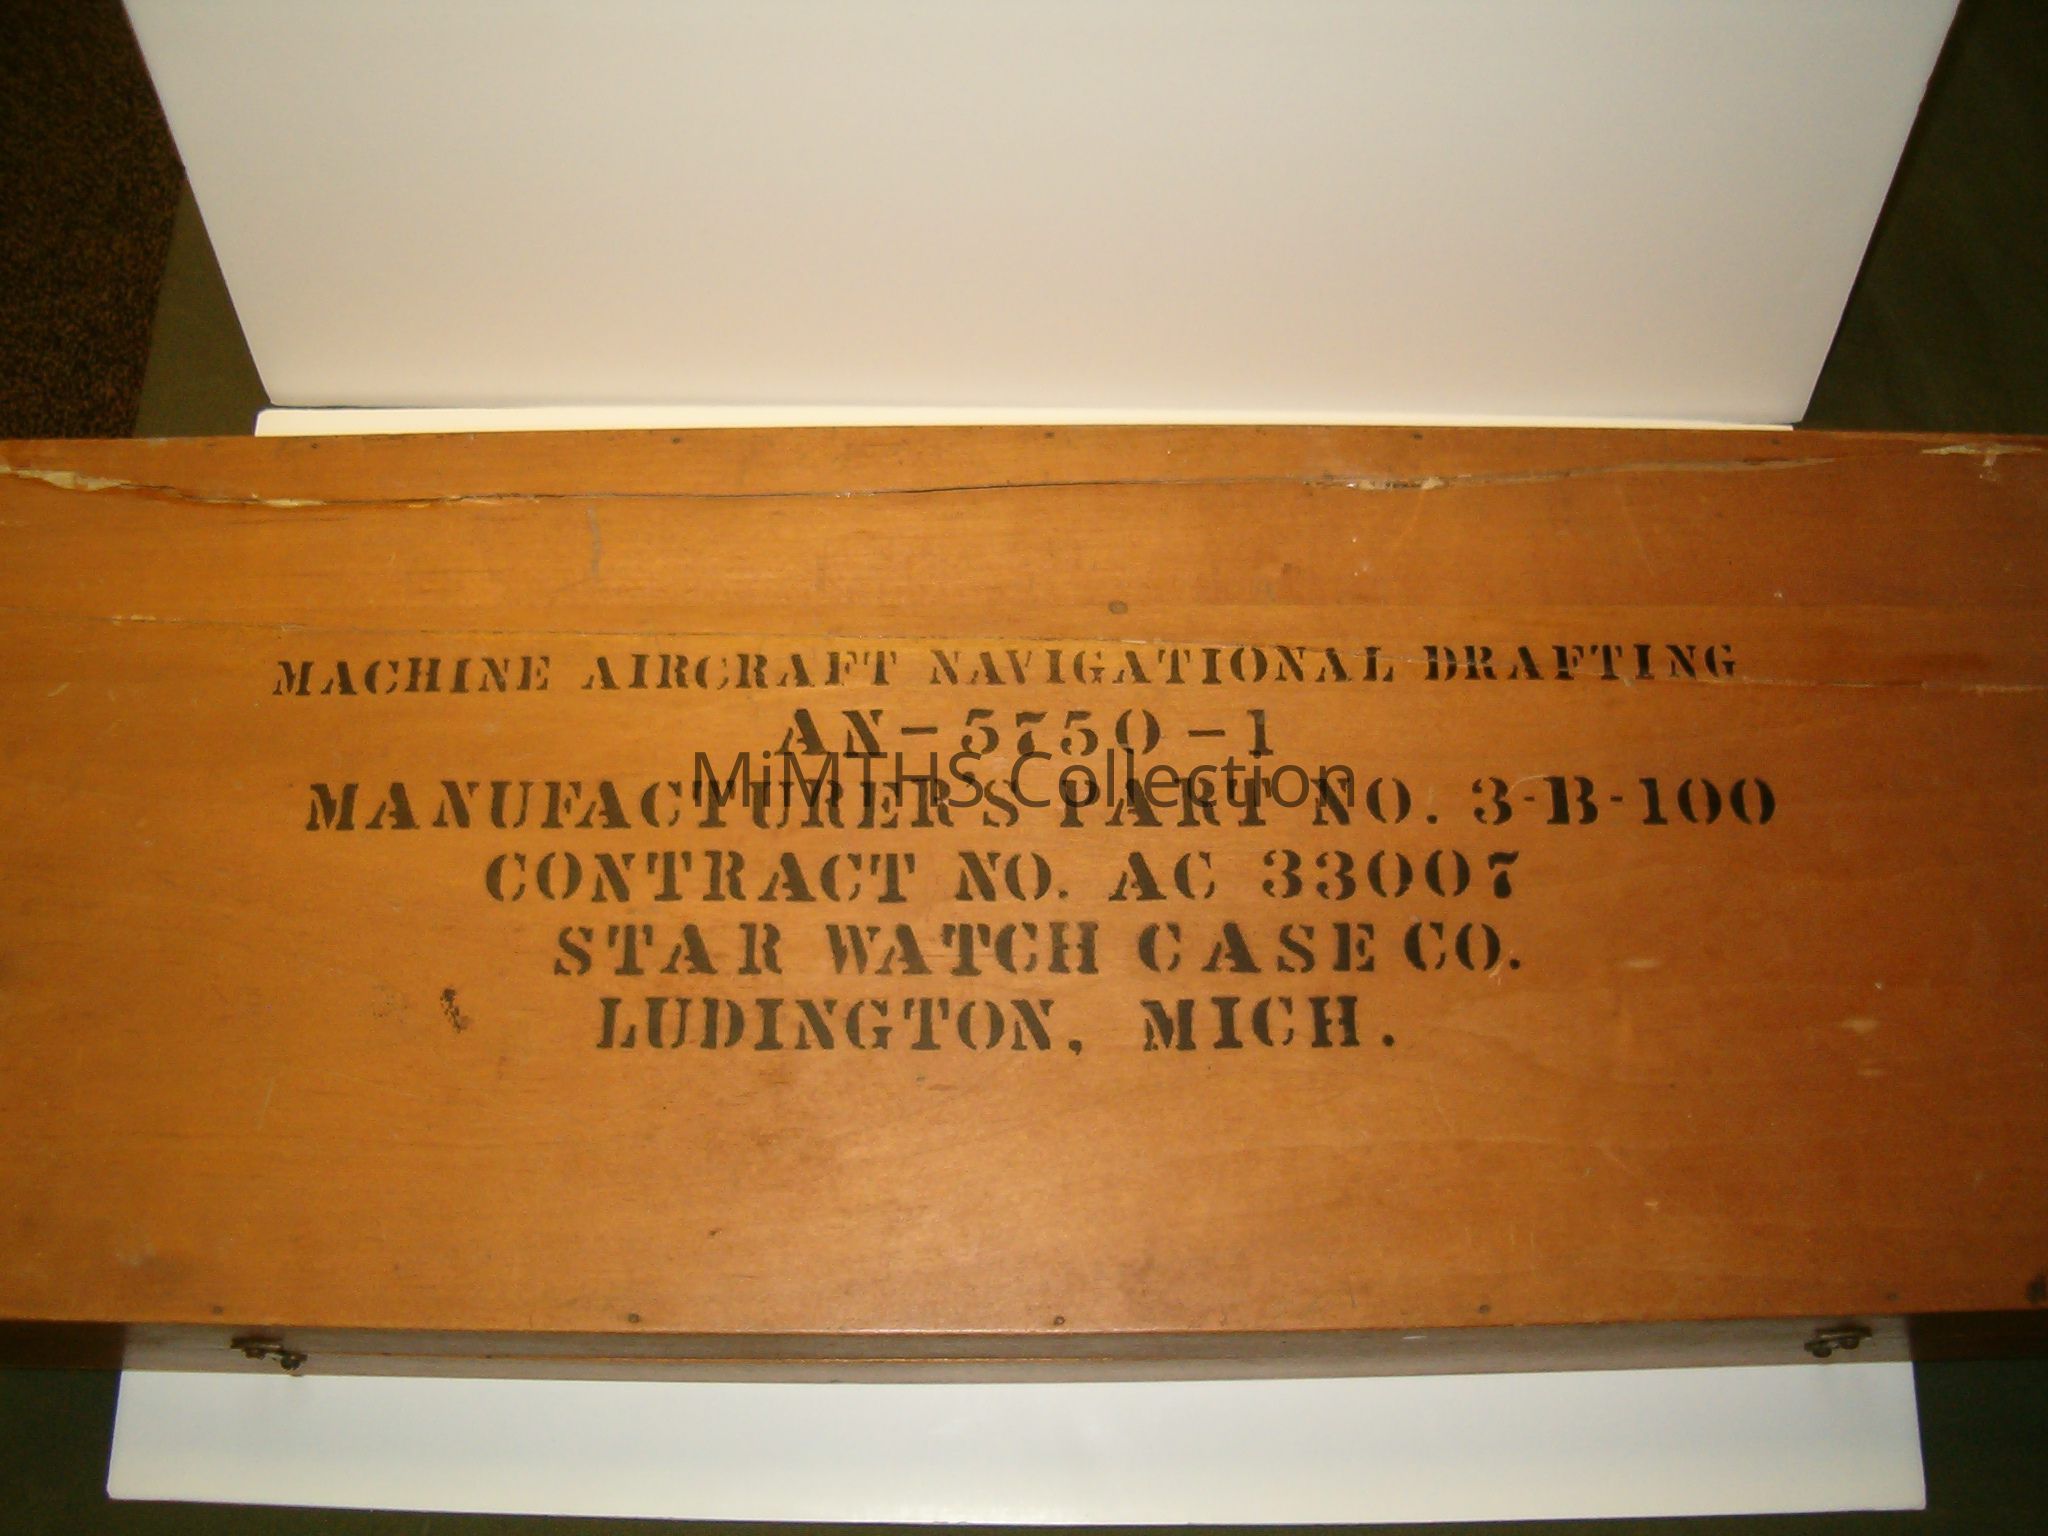 MACHINE AIRCRAFT NAVIGATIONAL DRAFTING
AN-5750-1
MiMTHS Collection
MANUFACTURER'S PART NO. 3-B-100
CONTRACT NO. AC 33007
STAR WATCH CASE CO.
LUDINGTON, MICH.